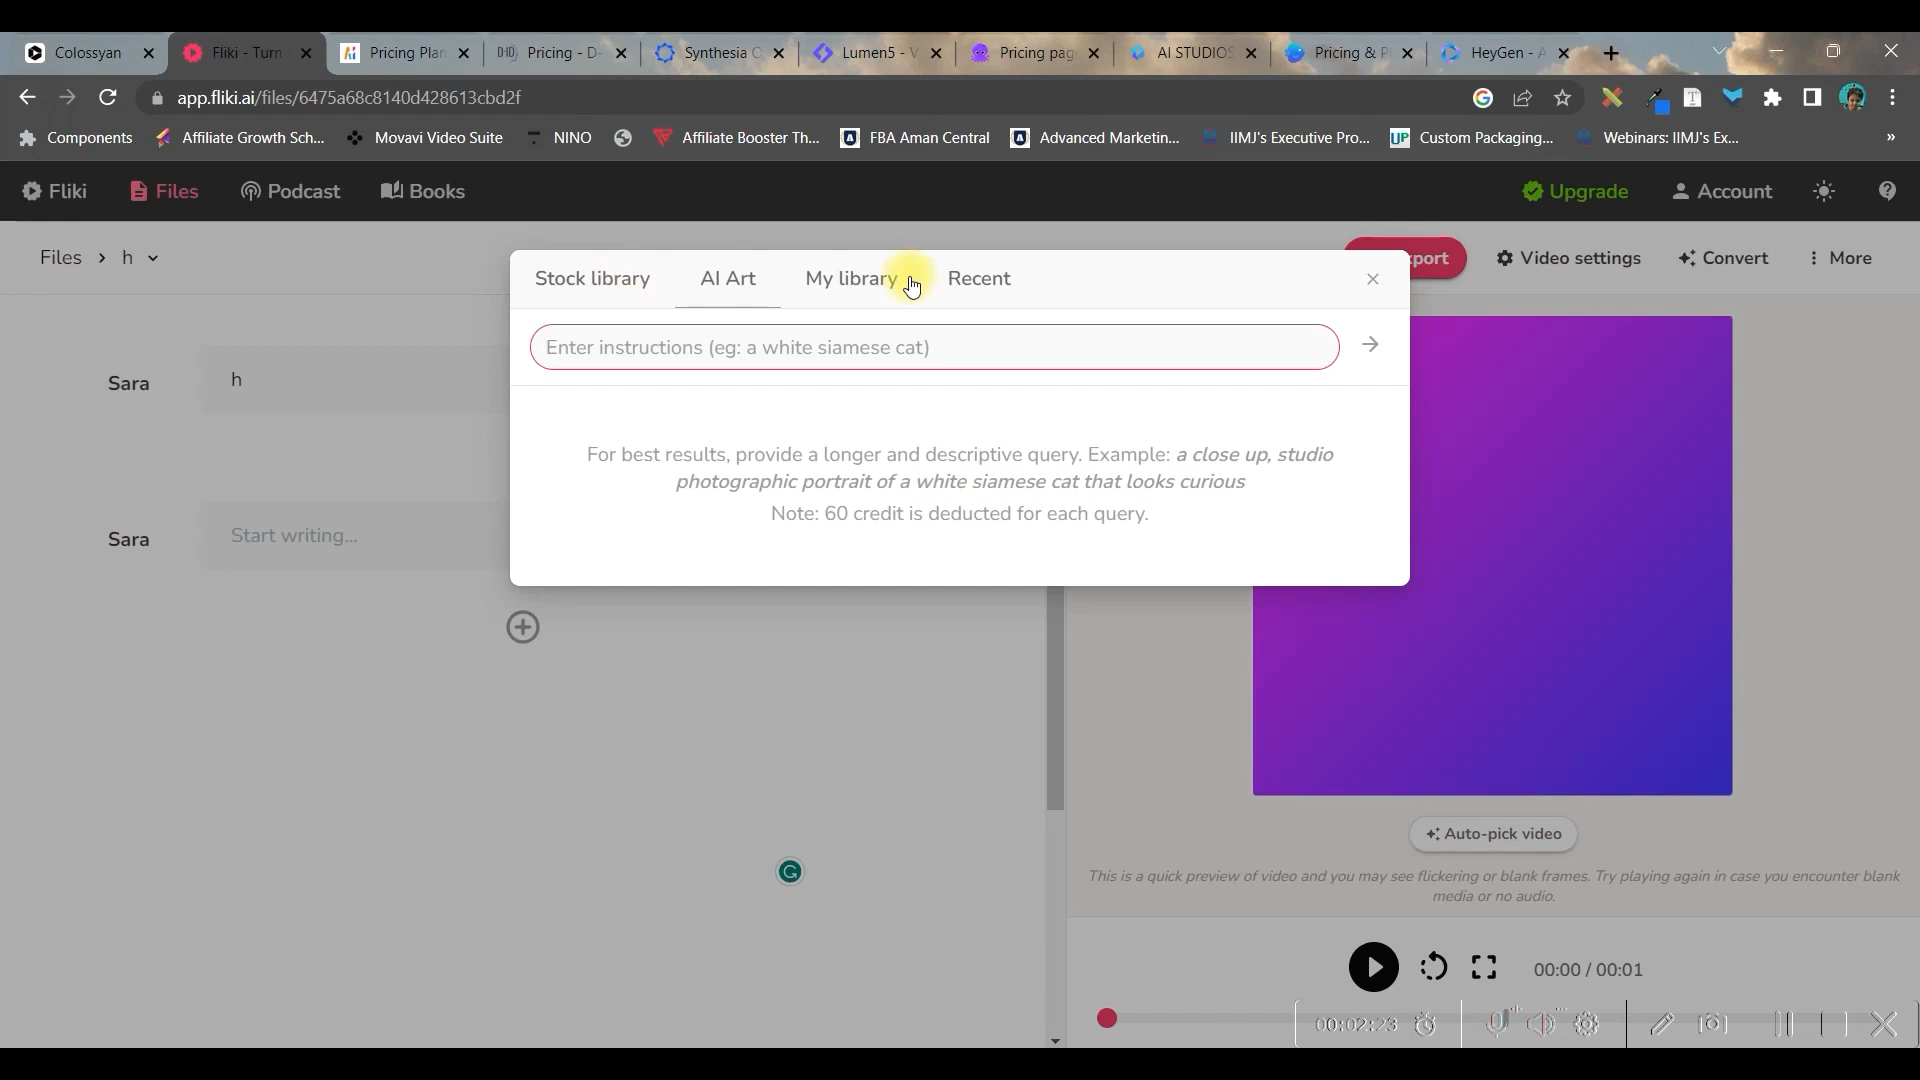 Colossyan
Fliki - Turn
Pricing Plan
Pricing - D-
Synthesia
Lumen5 - V
Pricing pag
AI STUDIOS
Pricing & P
HeyGen - A
app.fliki.ai/files/6475a68c8140d428613cbd2f
Components
Affiliate Growth Sch...
Movavi Video Suite
NINO
Affiliate Booster Th...
FBA Aman Central
Advanced Marketin...
IIMJ's Executive Pro...
UP Custom Packaging...
Webinars: IIMJ's Ex...
»
Fliki
Files
Podcast
Books
Upgrade
Account
Files > h
Stock library
AI Art
My library
Recent
xport
Video settings
Convert
More
Enter instructions (eg: a white siamese cat)
Sara
h
For best results, provide a longer and descriptive query. Example: a close up, studio
photographic portrait of a white siamese cat that looks curious
Note: 60 credit is deducted for each query.
Sara
Start writing...
Auto-pick video
This is a quick preview of video and you may see flickering or blank frames. Try playing again in case you encounter blank
media or no audio.
00:00 / 00:01
00:02:23